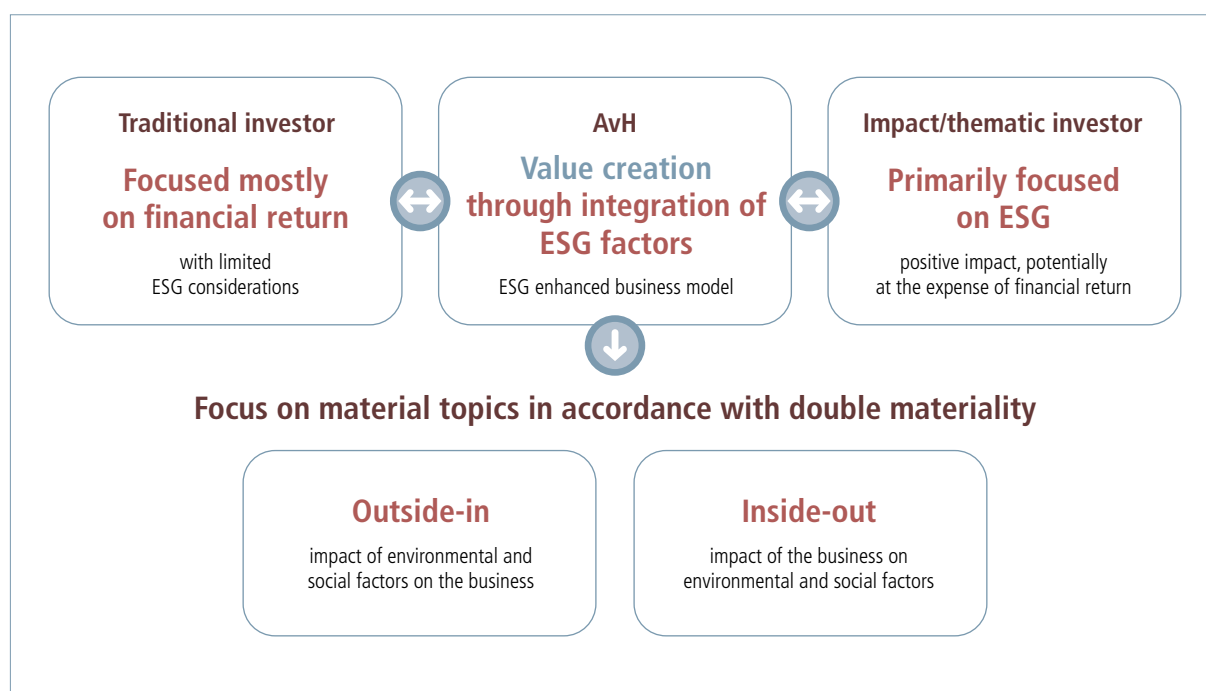 Traditional investor
Focused mostly
on financial return
with limited
ESG considerations
AvH
Value creation
through integration of
ESG factors
ESG enhanced business model
Impact/thematic investor
Primarily focused
on ESG
positive impact, potentially
at the expense of financial return
Focus on material topics in accordance with double materiality
Outside-in
impact of environmental and
social factors on the business
Inside-out
impact of the business on
environmental and social factors